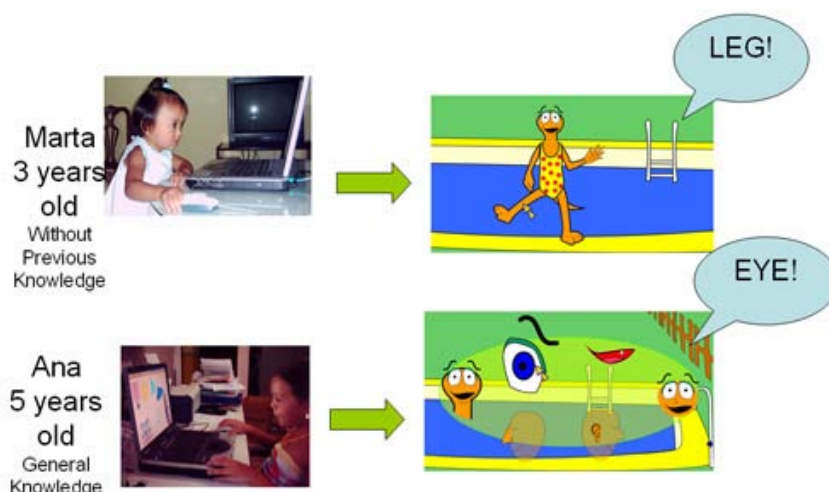 LEG!
Marta
3 years
old
Without
Previous
Knowledge
EYE!
Ana
5 years
old
General
Knowledge